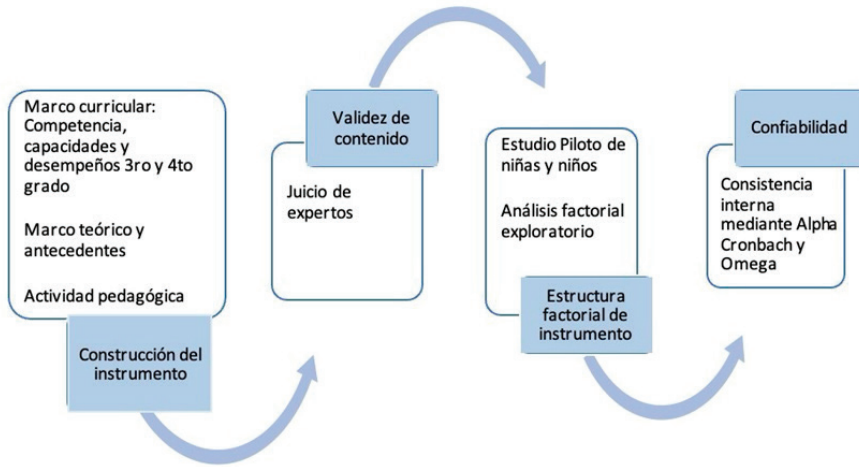 Marco curricular:
Competencia,
capacidades y
desempeños 3ro y 4to
grado
Marco teórico y
antecedentes
Actividad pedagógica
Construcción del
instrumento
Validez de
contenido
Juicio de
expertos
Estudio Piloto de
niñas y niños
Análisis factorial
exploratorio
Estructura
factorial de
instrumento
Confiabilidad
Consistencia
interna
mediante Alpha
Cronbach y
Omega